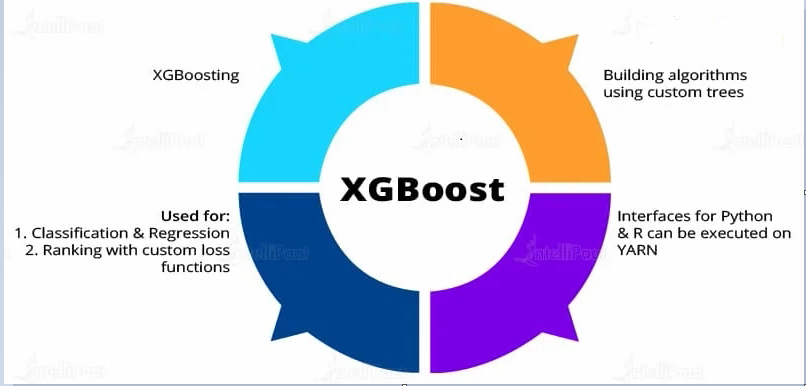 XGBoosting
Building algorithms
using custom trees
XGBoost
Used for:
1. Classification & Regression
2. Ranking with custom loss
functions
Interfaces for Python
& R can be executed on
YARN